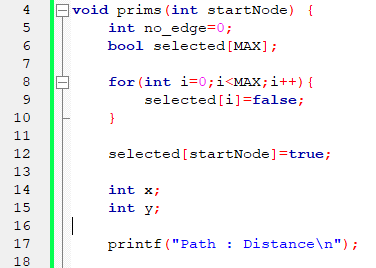 4 void prims(int startNode) {
5 int no_edge=0;
6 bool selected[MAX];
7
8 for(int i=0;i<MAX;i++){
9 selected[i]=false;
10 }
11
12 selected[startNode]=true;
13
14 int x;
15 int y;
16
17 printf("Path : Distance\n");
18